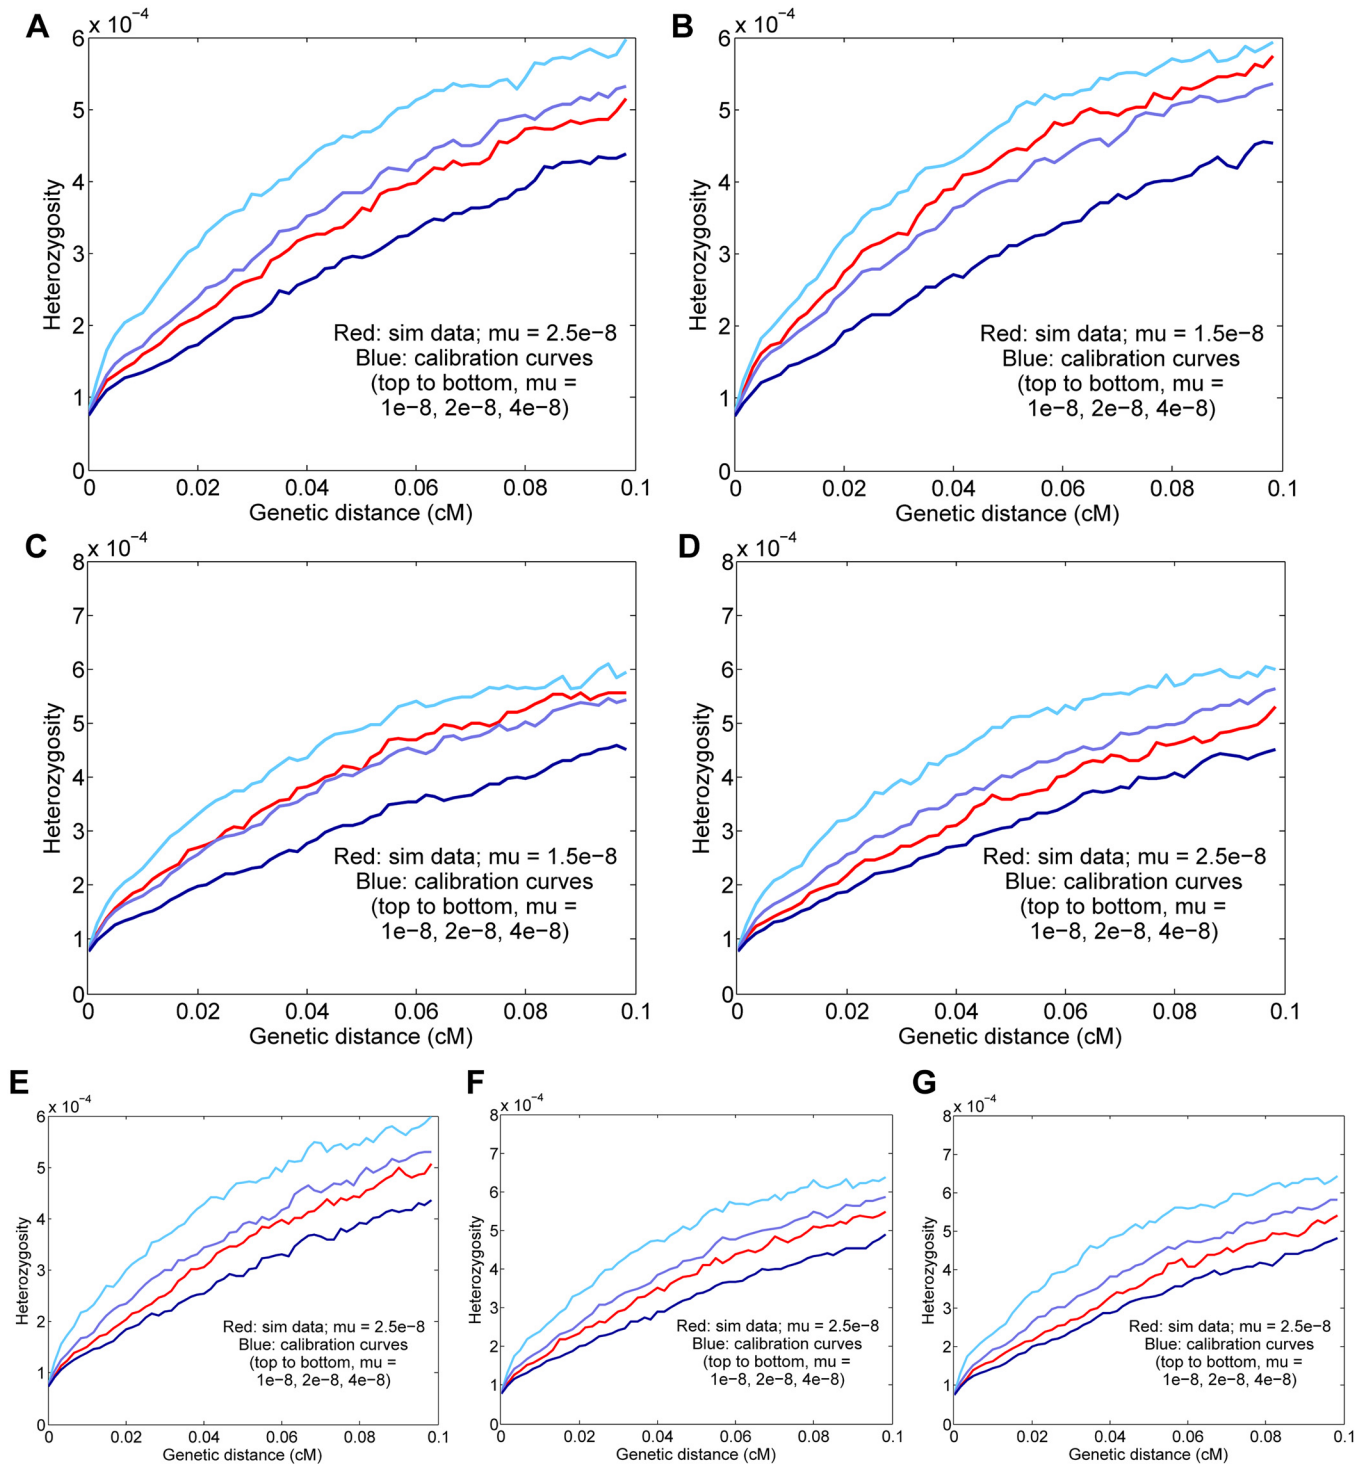 A
x 10−4
6
5
4
3
2
1
0
Heterozygosity
Red: sim data; mu = 2.5e−8
Blue: calibration curves
(top to bottom, mu =
1e−8, 2e−8, 4e−8)
0 0.02 0.04 0.06 0.08 0.1
Genetic distance (cM)
B
x 10−4
6
5
4
3
2
1
0
Heterozygosity
Red: sim data; mu = 1.5e−8
Blue: calibration curves
(top to bottom, mu =
1e−8, 2e−8, 4e−8)
0 0.02 0.04 0.06 0.08 0.1
Genetic distance (cM)
C
x 10−4
8
7
6
5
4
3
2
1
0
Heterozygosity
Red: sim data; mu = 1.5e−8
Blue: calibration curves
(top to bottom, mu =
1e−8, 2e−8, 4e−8)
0 0.02 0.04 0.06 0.08 0.1
Genetic distance (cM)
D
x 10−4
8
7
6
5
4
3
2
1
0
Heterozygosity
Red: sim data; mu = 2.5e−8
Blue: calibration curves
(top to bottom, mu =
1e−8, 2e−8, 4e−8)
0 0.02 0.04 0.06 0.08 0.1
Genetic distance (cM)
E
x 10−4
6
5
4
3
2
1
0
Heterozygosity
Red: sim data; mu = 2.5e−8
Blue: calibration curves
(top to bottom, mu =
1e−8, 2e−8, 4e−8)
0 0.02 0.04 0.06 0.08 0.1
Genetic distance (cM)
F
x 10−4
8
7
6
5
4
3
2
1
0
Heterozygosity
Red: sim data; mu = 2.5e−8
Blue: calibration curves
(top to bottom, mu =
1e−8, 2e−8, 4e−8)
0 0.02 0.04 0.06 0.08 0.1
Genetic distance (cM)
G
x 10−4
8
7
6
5
4
3
2
1
0
Heterozygosity
Red: sim data; mu = 2.5e−8
Blue: calibration curves
(top to bottom, mu =
1e−8, 2e−8, 4e−8)
0 0.02 0.04 0.06 0.08 0.1
Genetic distance (cM)